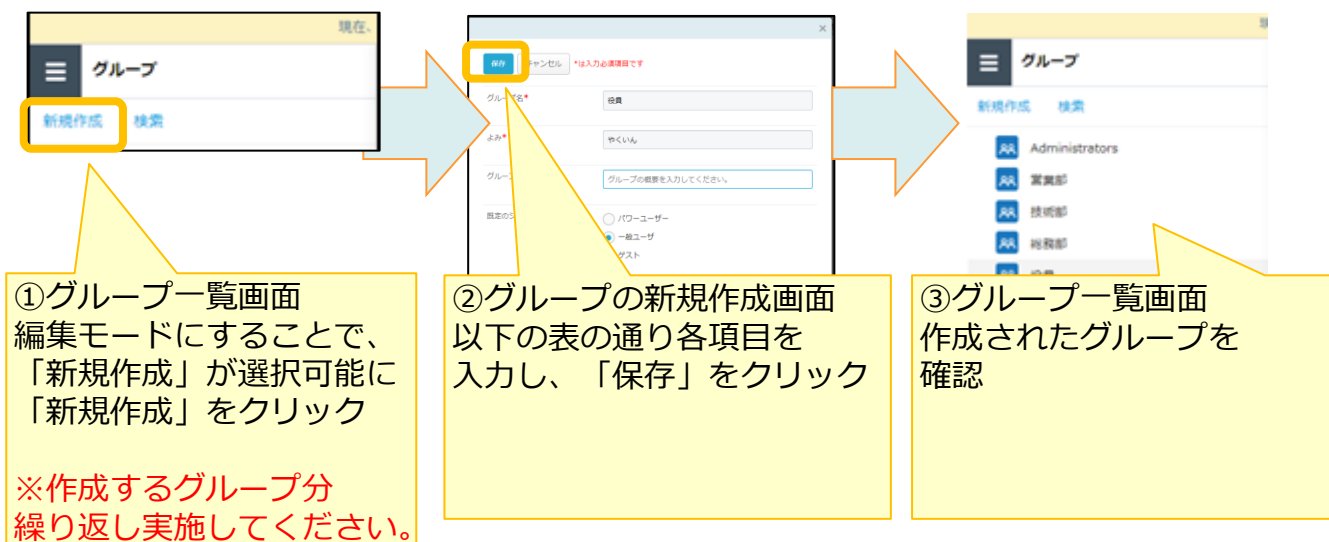 現在、
グループ
新規作成 検索
①グループ一覧画面
編集モードにすることで、
「新規作成」が選択可能に
「新規作成」をクリック
※作成するグループ分
繰り返し実施してください。
×
保存 キャンセル *は入力必須項目です
グループ名* 役員
よみ* やくいん
グループ
グループの概要を入力してください。
既定の
パワーユーザー
一般ユーザ
ゲスト
②グループの新規作成画面
以下の表の通り各項目を
入力し、「保存」をクリック
グループ
新規作成 検索
Administrators
営業部
技術部
総務部
役員
③グループ一覧画面
作成されたグループを
確認